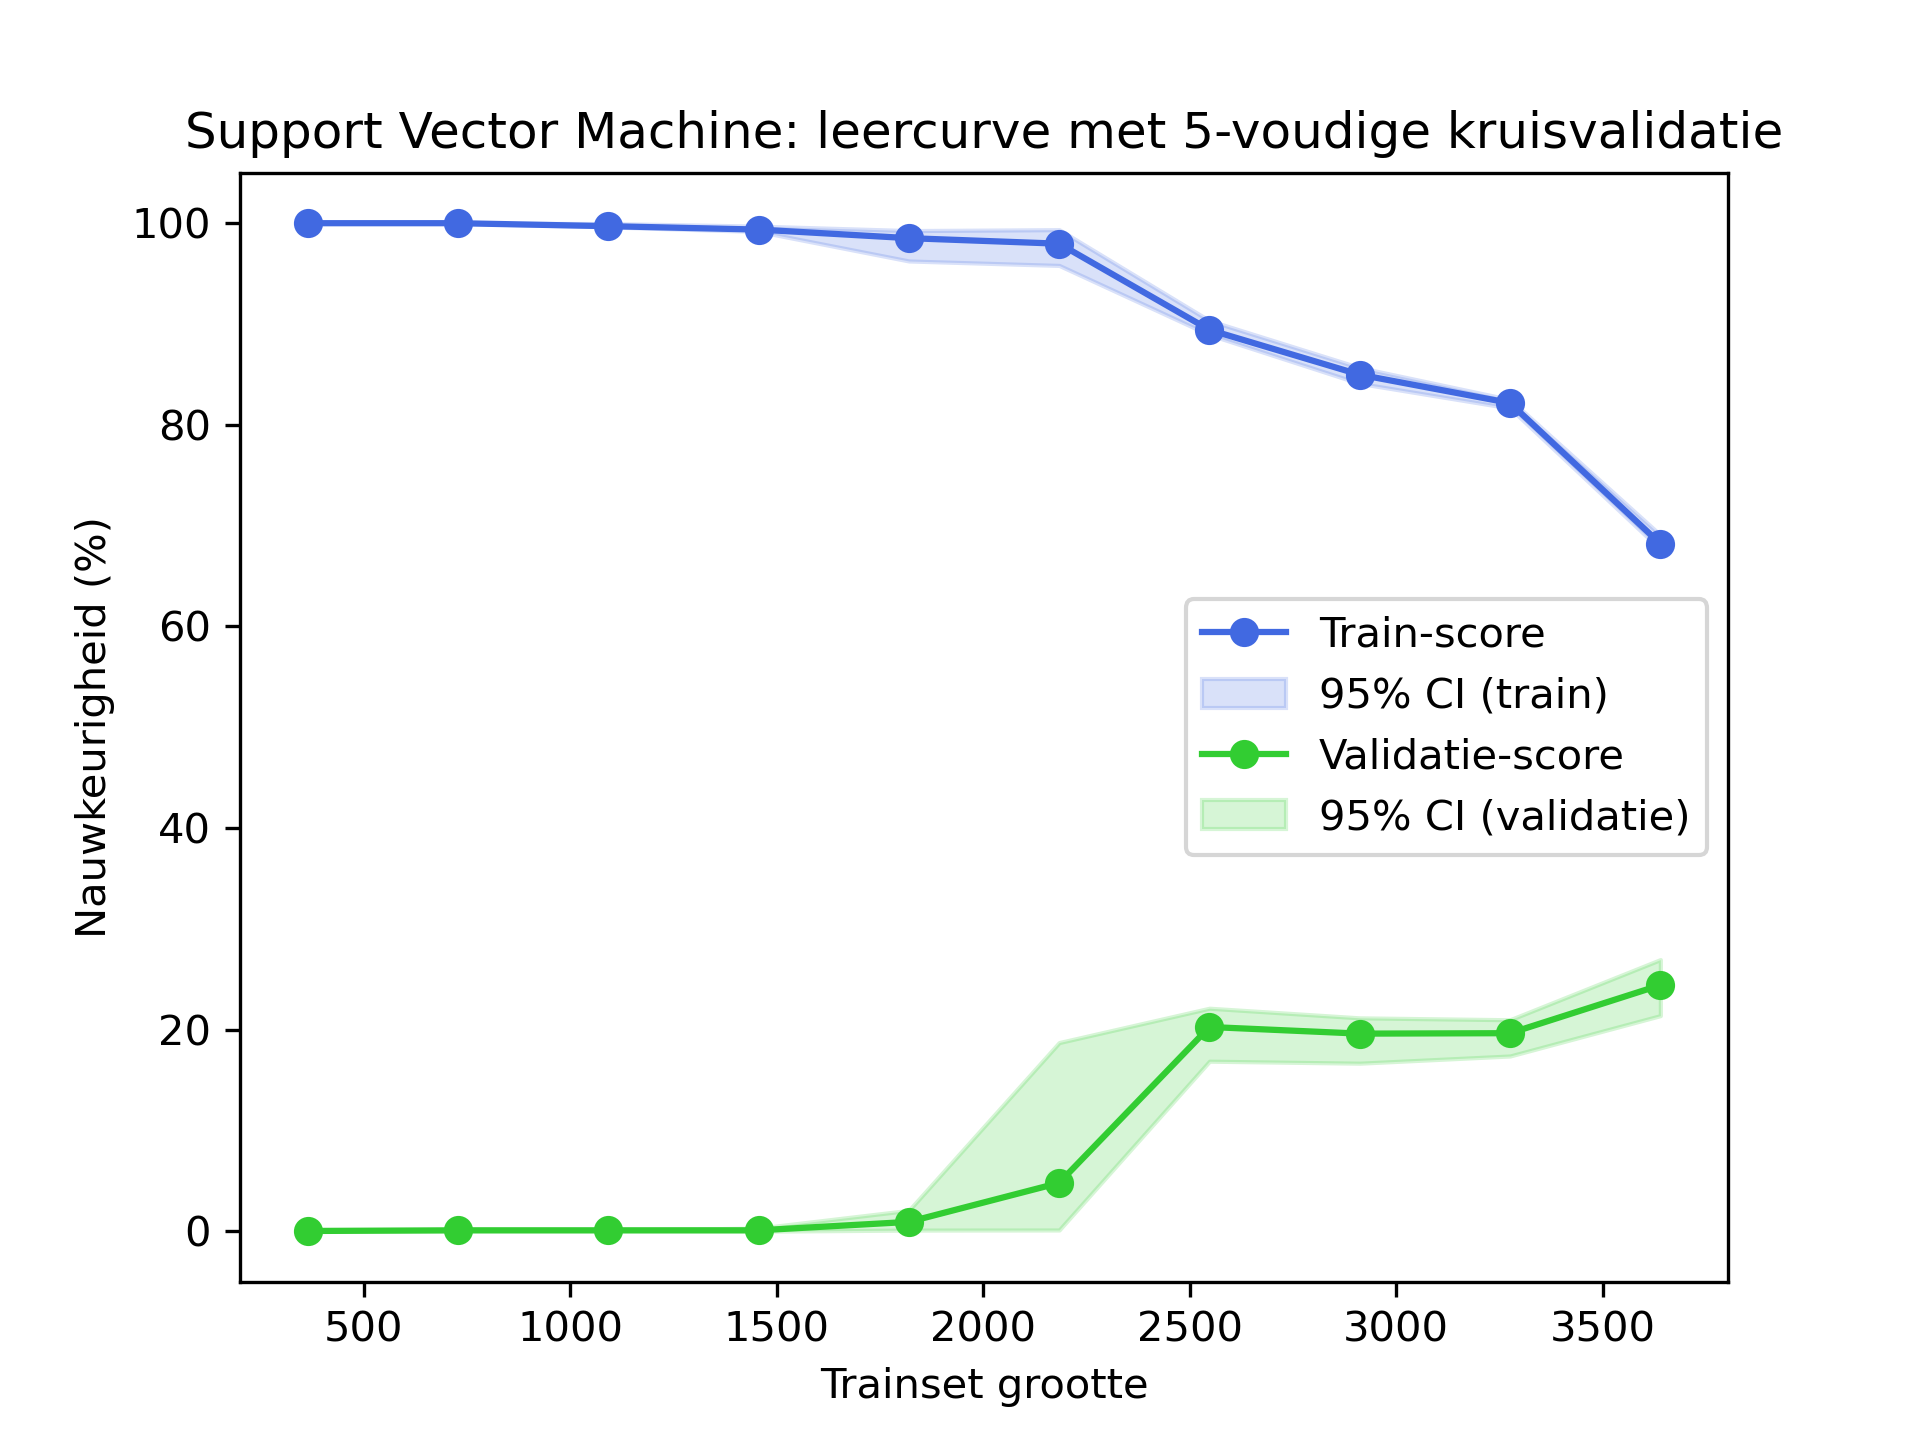 Support Vector Machine: leercurve met 5-voudige kruisvalidatie
100
80
60
40
20
0
Nauwkeurigheid (%)
Train-score
95% CI (train)
Validatie-score
95% CI (validatie)
500 1000 1500 2000 2500 3000 3500
Trainset grootte